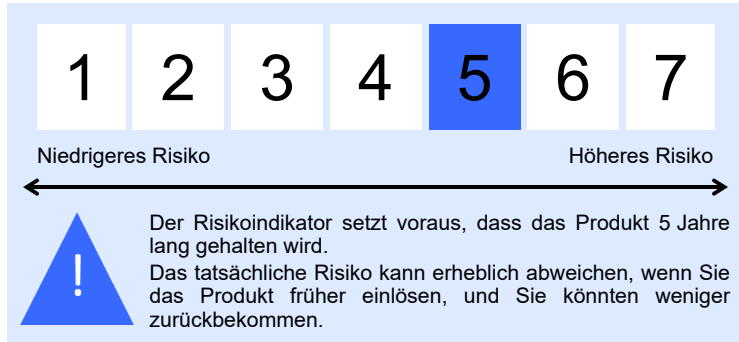 1 2 3 4 5 6 7
Niedrigeres Risiko Höheres Risiko
!
Der Risikoindikator setzt voraus, dass das Produkt 5 Jahre
lang gehalten wird.
Das tatsächliche Risiko kann erheblich abweichen, wenn Sie
das Produkt früher einlösen, und Sie könnten weniger
zurückbekommen.